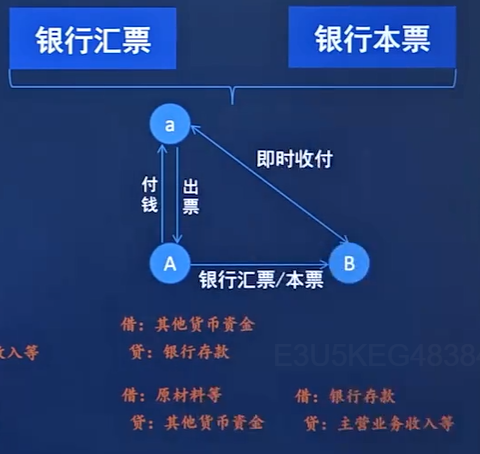 银行汇票
银行本票
a
即时收付
付钱
出票
A
B
银行汇票/本票
借：其他货币资金
收入等
贷：银行存款
E3U5KEG48384
借：原材料等
借：银行存款
贷：其他货币资金
贷：主营业务收入等